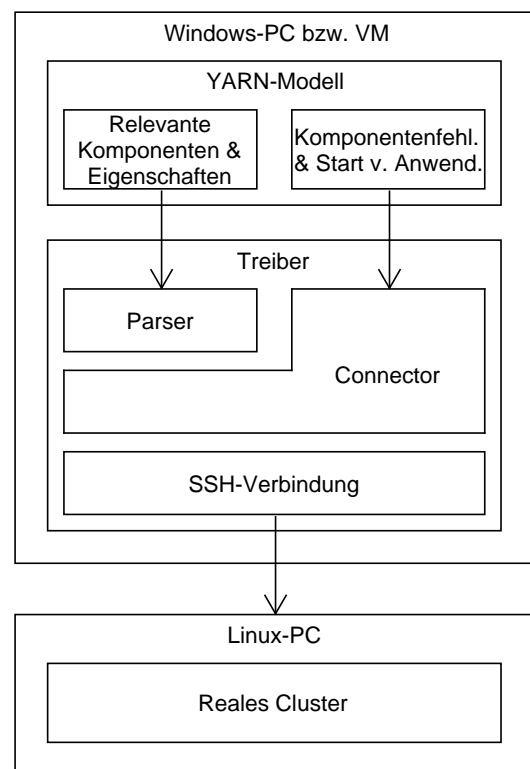 Windows-PC bzw. VM
YARN-Modell
Relevante
Komponenten &
Eigenschaften
Komponentenfehl.
& Start v. Anwend.
Treiber
Parser
Connector
SSH-Verbindung
Linux-PC
Reales Cluster